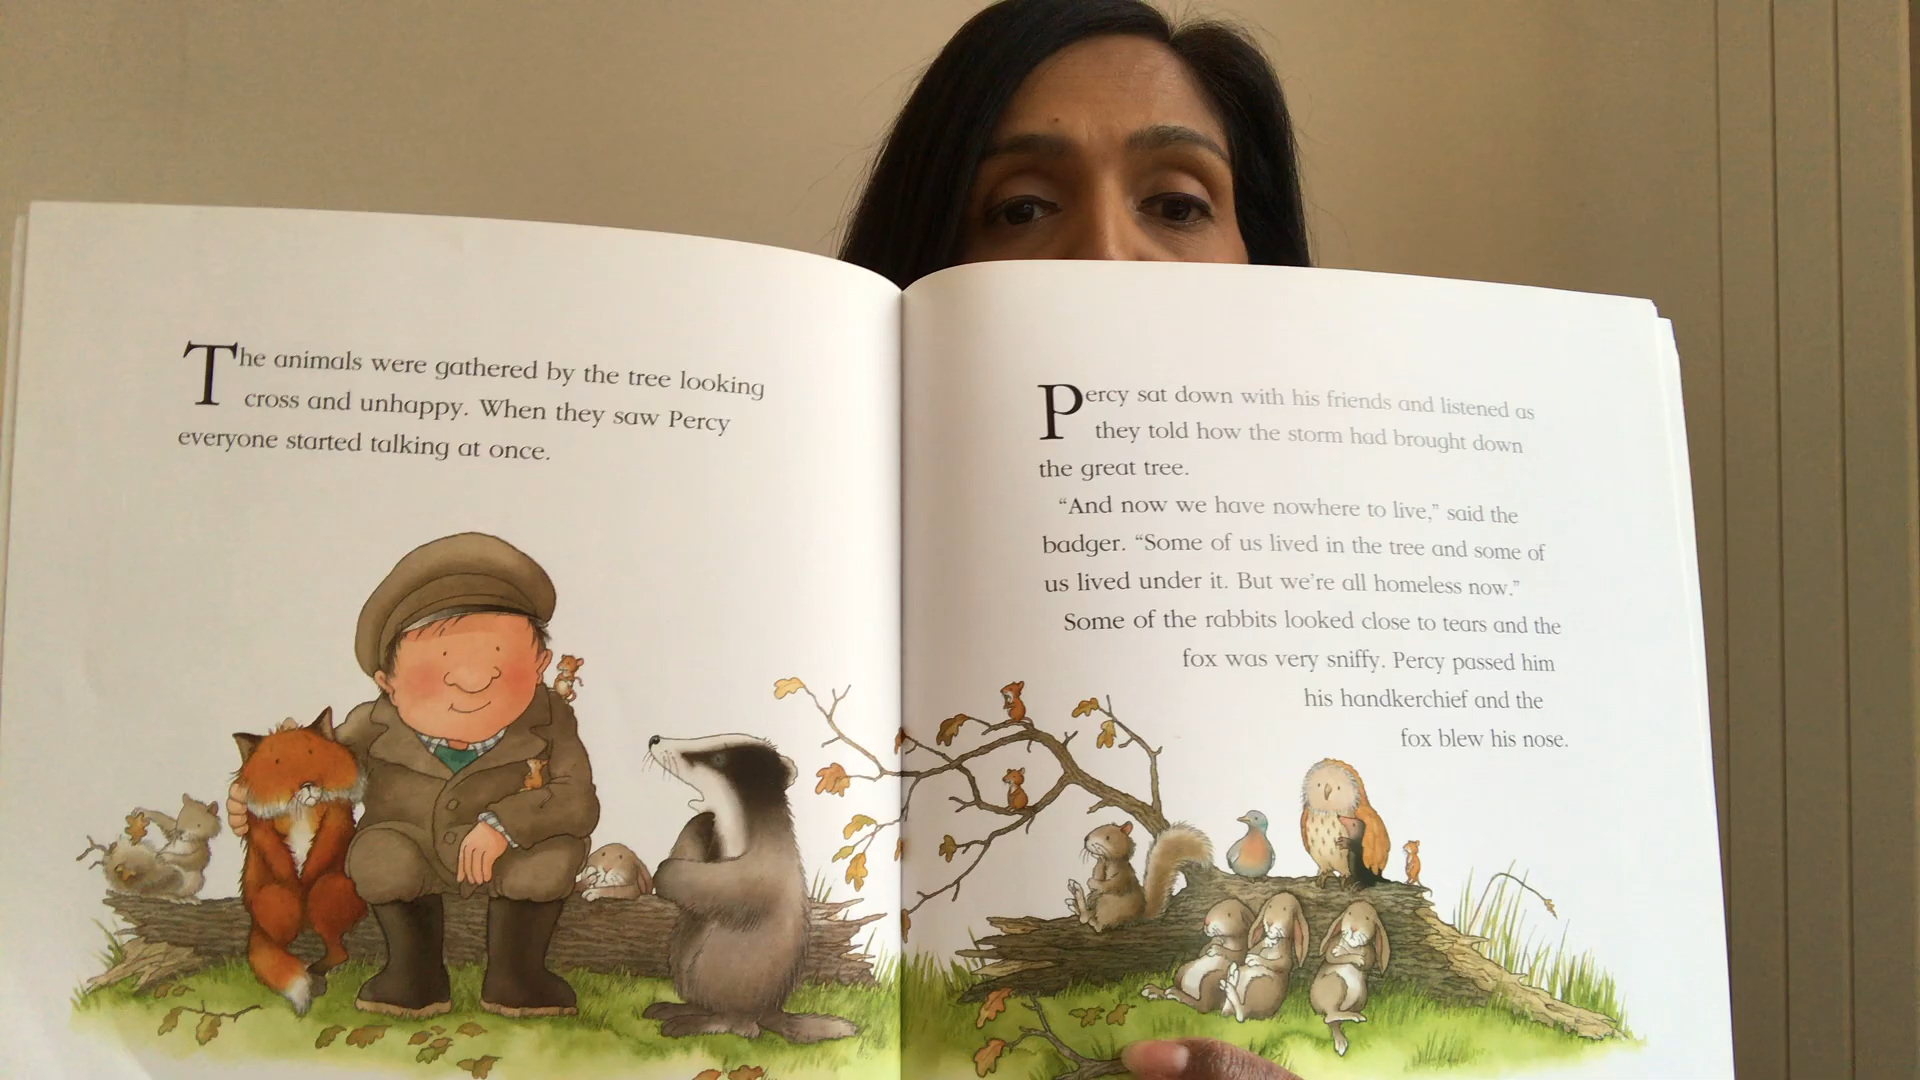 The animals were gathered by the tree looking
cross and unhappy. When they saw Percy
everyone started talking at once.
Percy sat down with his friends and listened as
they told how the storm had brought down
the great tree.
“And now we have nowhere to live,” said the
badger. “Some of us lived in the tree and some of
us lived under it. But we’re all homeless now.”
Some of the rabbits looked close to tears and the
fox was very sniffy. Percy passed him
his handkerchief and the
fox blew his nose.